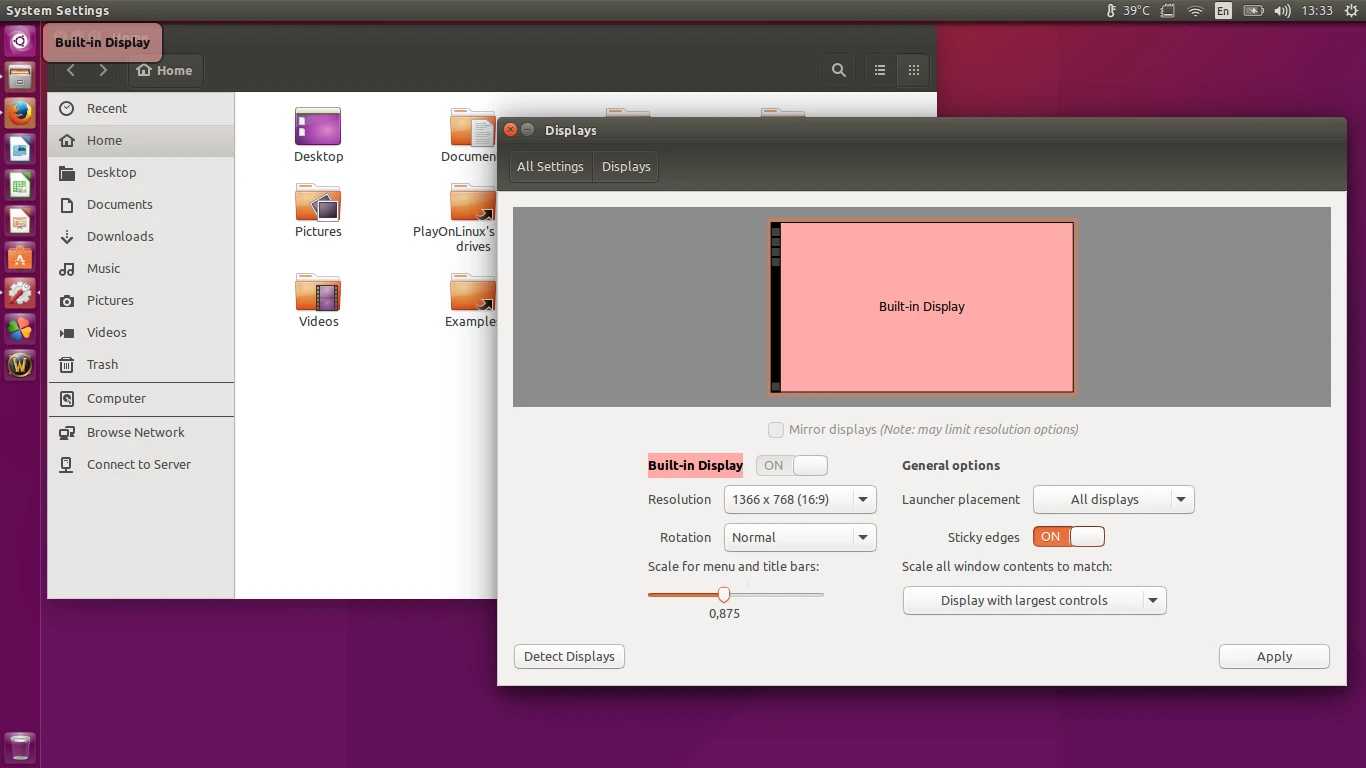 System Settings
39°C
En
13:33
Built-in Display
Home
Recent
Home
Desktop
Documents
Downloads
Music
Pictures
Videos
Trash
Computer
Browse Network
Connect to Server
Desktop
Documen
Pictures
PlayOnLinux's
drives
Videos
Example
Displays
All Settings
Displays
Built-in Display
Mirror displays (Note: may limit resolution options)
Built-in Display ON
Resolution 1366 x 768 (16:9)
Rotation Normal
Scale for menu and title bars:
0,875
General options
Launcher placement All displays
Sticky edges ON
Scale all window contents to match:
Display with largest controls
Detect Displays
Apply